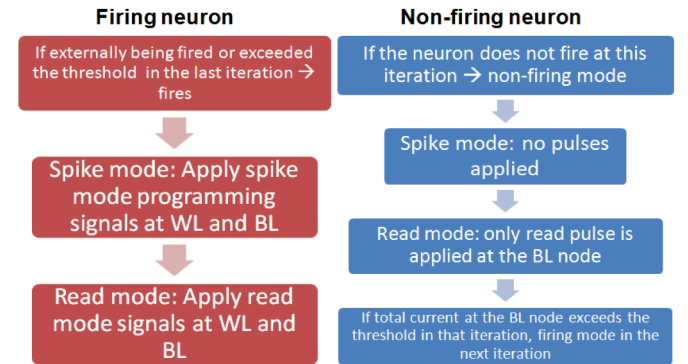 Firing neuron
If externally being fired or exceeded
the threshold in the last iteration →
fires
Spike mode: Apply spike
mode programming
signals at WL and BL
Read mode: Apply read
mode signals at WL and
BL
Non-firing neuron
If the neuron does not fire at this
iteration → non-firing mode
Spike mode: no pulses
applied
Read mode: only read pulse is
applied at the BL node
If total current at the BL node exceeds the
threshold in that iteration, firing mode in the
next iteration